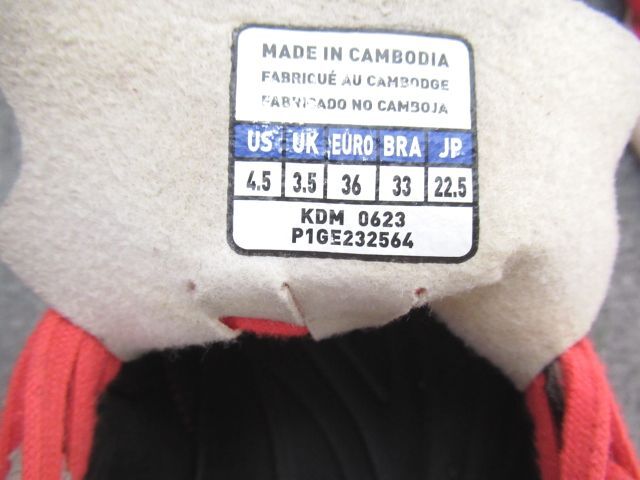 MADE IN CAMBODIA
FABRIQUÉ AU CAMBODGE
FABRICADO NO CAMBOJA
US UK EURO BRA JP
4.5 3.5 36 33 22.5
KDM 0623
P1GE232564